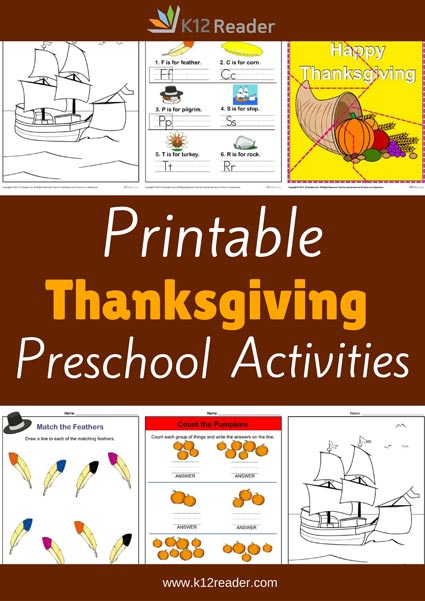 K12 Reader
1. F is for feather.
2. C is for corn.
Ff
Cc
3. P is for pilgrim.
4. S is for ship.
Pp
Ss
5. T is for turkey.
6. R is for rock.
Tt
Rr
Happy
Thanksgiving
Printable
Thanksgiving
Preschool Activities
Name:
Match the Feathers
Draw a line to each of the matching feathers.
Name:
Count the Pumpkins
Count each group of things and write the answers on the line.
ANSWER
ANSWER
ANSWER
ANSWER
Name:
www.k12reader.com